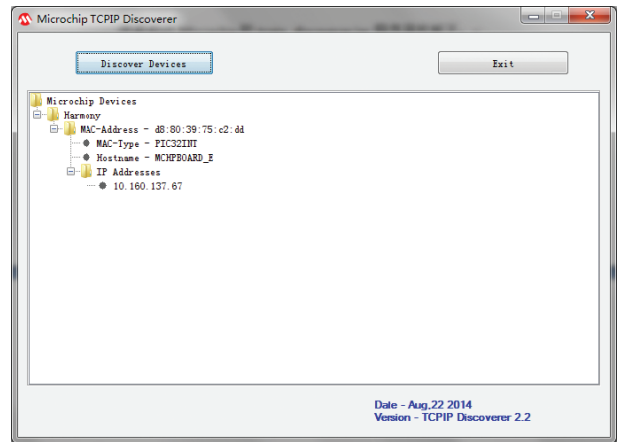 Microchip TCPIP Discoverer
Discover Devices
Exit
Microchip Devices
Harmony
MAC-Address - d8:80:39:75:c2:dd
MAC-Type - PIC32INT
Hostname - MCHPBOARD_E
IP Addresses
10.160.137.67
Date - Aug,22 2014
Version - TCPIP Discoverer 2.2